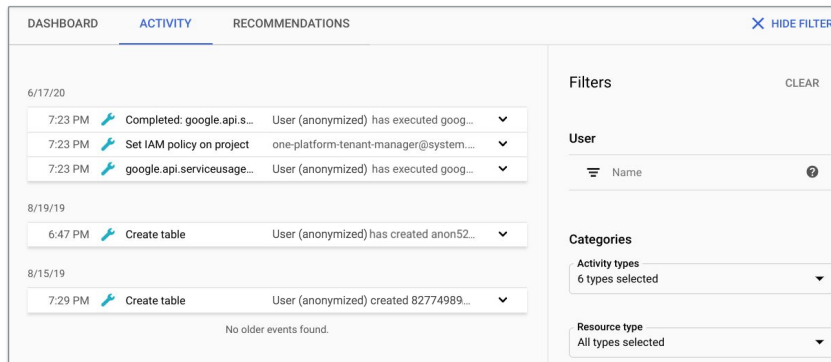 DASHBOARD ACTIVITY RECOMMENDATIONS HIDE FILTER
6/17/20
7:23 PM Completed: google.api.s... User (anonymized) has executed goog...
7:23 PM Set IAM policy on project one-platform-tenant-manager@system....
7:23 PM google.api.serviceusage... User (anonymized) has executed goog...
8/19/19
6:47 PM Create table User (anonymized) has created anon52...
8/15/19
7:29 PM Create table User (anonymized) created 82774989...
No older events found.
Filters CLEAR
User
Name
Categories
Activity types
6 types selected
Resource type
All types selected